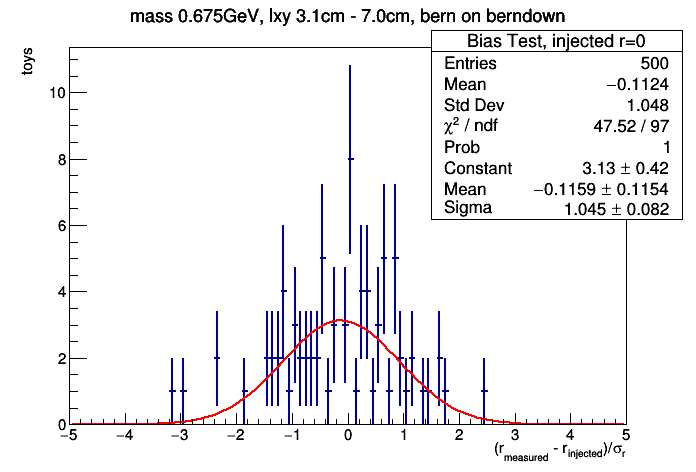 mass 0.675GeV, lxy 3.1cm - 7.0cm, bern on berndown
Bias Test, injected r=0
Entries 500
Mean −0.1124
Std Dev 1.048
χ² / ndf 47.52 / 97
Prob 1
Constant 3.13 ± 0.42
Mean −0.1159 ± 0.1154
Sigma 1.045 ± 0.082
toys
10
8
6
4
2
0
−5 −4 −3 −2 −1 0 1 2 3 4 5
(r_measured - r_injected)/σ_r